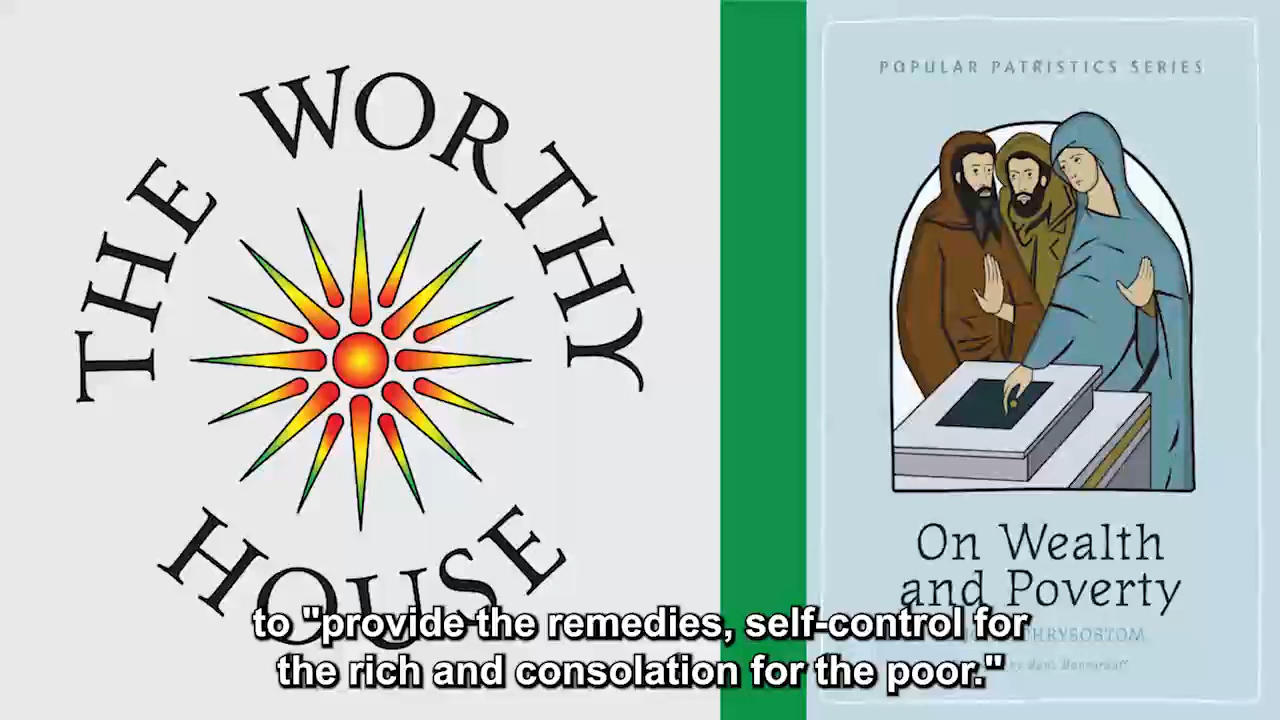 THE WORTHY
HOUSE
POPULAR PATRISTICS SERIES
On Wealth
and Poverty
CHRYSOSTOM
to "provide the remedies, self-control for
the rich and consolation for the poor."